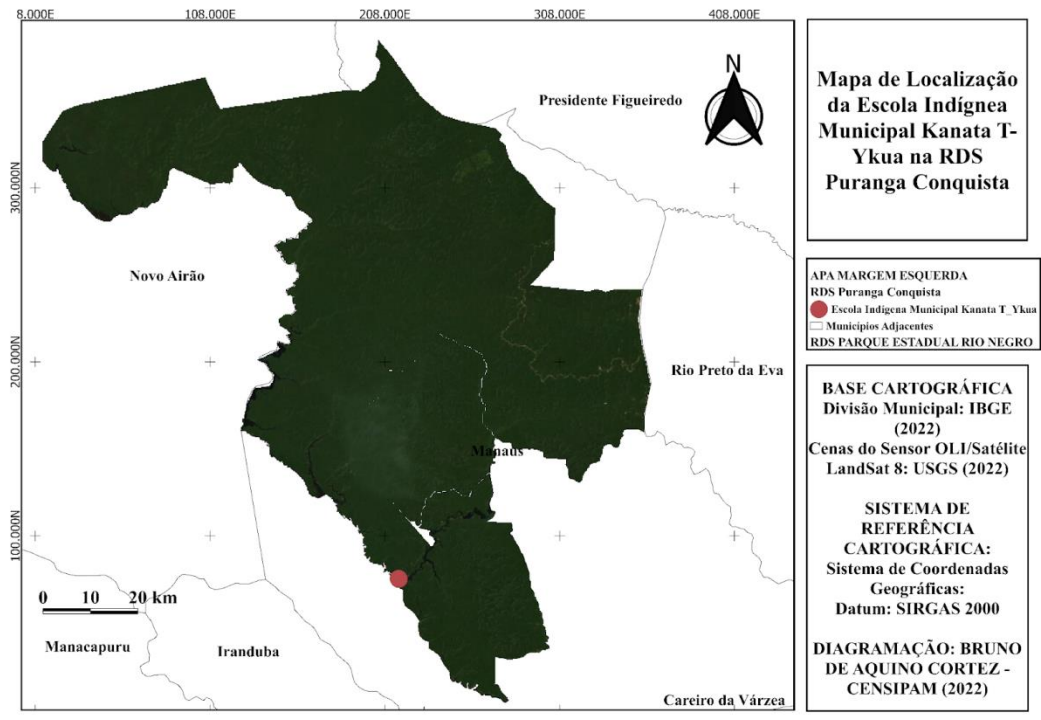 8.000E 108.000E 208.000E 308.000E 408.000E
300.000N
200.000N
100.000N
N
Presidente Figueiredo
Novo Airão
Rio Preto da Eva
Manaus
0 10 20 km
Manacapuru
Iranduba
Careiro da Várzea
Mapa de Localização
da Escola Indígnea
Municipal Kanata T-
Ykua na RDS
Puranga Conquista
APA MARGEM ESQUERDA
RDS Puranga Conquista
Escola Indígena Municipal Kanata T_Ykua
Municípios Adjacentes
RDS PARQUE ESTADUAL RIO NEGRO
BASE CARTOGRÁFICA
Divisão Municipal: IBGE
(2022)
Cenas do Sensor OLI/Satélite
LandSat 8: USGS (2022)
SISTEMA DE
REFERÊNCIA
CARTOGRÁFICA:
Sistema de Coordenadas
Geográficas:
Datum: SIRGAS 2000
DIAGRAMAÇÃO: BRUNO
DE AQUINO CORTEZ -
CENSIPAM (2022)